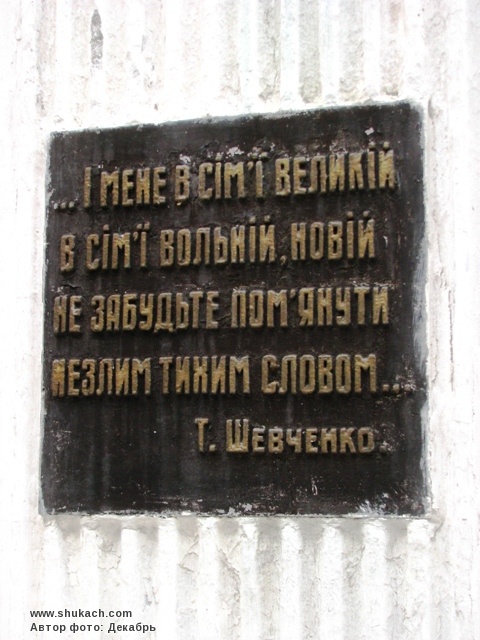 ...І МЕНЕ В СІМ'Ї ВЕЛИКІЙ
В СІМ'Ї ВОЛЬНІЙ, НОВІЙ
НЕ ЗАБУДЬТЕ ПОМ'ЯНУТИ
НЕЗЛИМ ТИХИМ СЛОВОМ...
Т. ШЕВЧЕНКО.
www.shukach.com
Автор фото: Декабрь